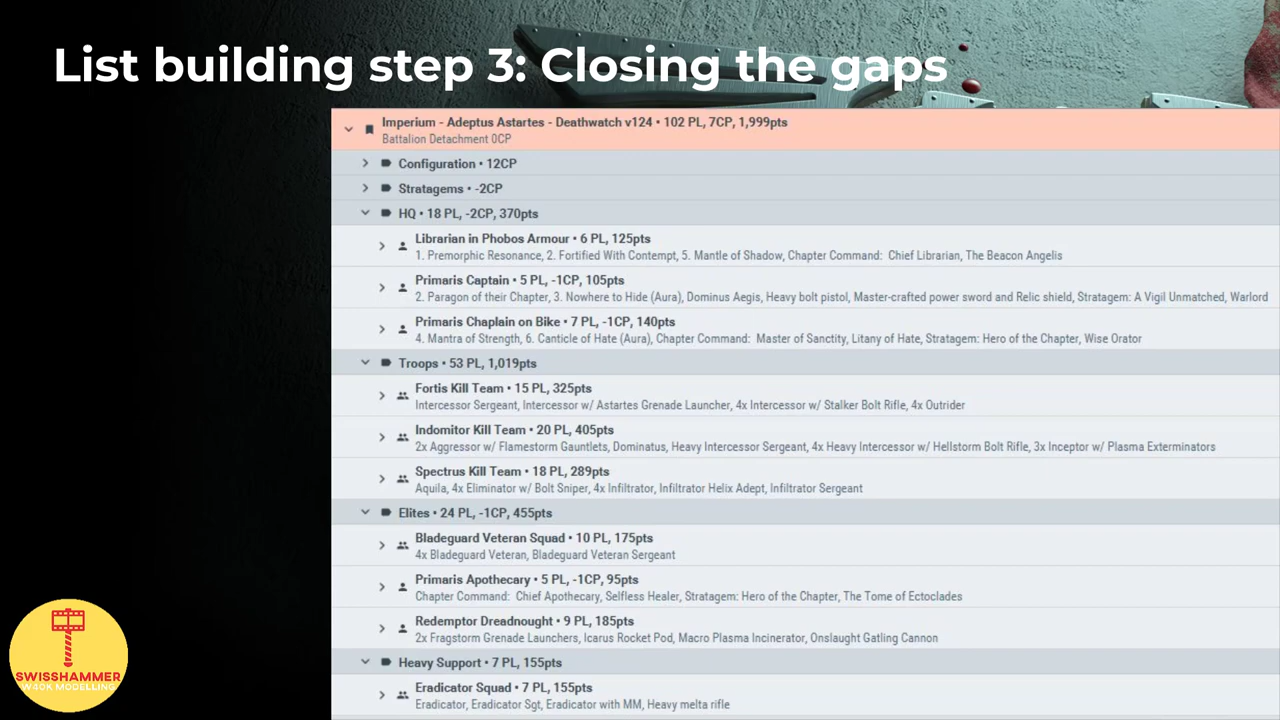 List building step 3: Closing the gaps
Imperium - Adeptus Astartes - Deathwatch v124 • 102 PL, 7CP, 1,999pts
Battalion Detachment 0CP
Configuration • 12CP
Stratagems • -2CP
HQ • 18 PL, -2CP, 370pts
Librarian in Phobos Armour • 6 PL, 125pts
1. Premorphic Resonance, 2. Fortified With Contempt, 5. Mantle of Shadow, Chapter Command: Chief Librarian, The Beacon Angelis
Primaris Captain • 5 PL, -1CP, 105pts
2. Paragon of their Chapter, 3. Nowhere to Hide (Aura), Dominus Aegis, Heavy bolt pistol, Master-crafted power sword and Relic shield, Stratagem: A Vigil Unmatched, Warlord
Primaris Chaplain on Bike • 7 PL, -1CP, 140pts
4. Mantra of Strength, 6. Canticle of Hate (Aura), Chapter Command: Master of Sanctity, Litany of Hate, Stratagem: Hero of the Chapter, Wise Orator
Troops • 53 PL, 1,019pts
Fortis Kill Team • 15 PL, 325pts
Intercessor Sergeant, Intercessor w/ Astartes Grenade Launcher, 4x Intercessor w/ Stalker Bolt Rifle, 4x Outrider
Indomitor Kill Team • 20 PL, 405pts
2x Aggressor w/ Flamestorm Gauntlets, Dominatus, Heavy Intercessor Sergeant, 4x Heavy Intercessor w/ Hellstorm Bolt Rifle, 3x Inceptor w/ Plasma Exterminators
Spectrus Kill Team • 18 PL, 289pts
Aquila, 4x Eliminator w/ Bolt Sniper, 4x Infiltrator, Infiltrator Helix Adept, Infiltrator Sergeant
Elites • 24 PL, -1CP, 455pts
Bladeguard Veteran Squad • 10 PL, 175pts
4x Bladeguard Veteran, Bladeguard Veteran Sergeant
Primaris Apothecary • 5 PL, -1CP, 95pts
Chapter Command: Chief Apothecary, Selfless Healer, Stratagem: Hero of the Chapter, The Tome of Ectoclades
Redemptor Dreadnought • 9 PL, 185pts
2x Fragstorm Grenade Launchers, Icarus Rocket Pod, Macro Plasma Incinerator, Onslaught Gatling Cannon
Heavy Support • 7 PL, 155pts
Eradicator Squad • 7 PL, 155pts
Eradicator, Eradicator Sgt, Eradicator with MM, Heavy melta rifle
SWISSHAMMER
W40K MODELLING